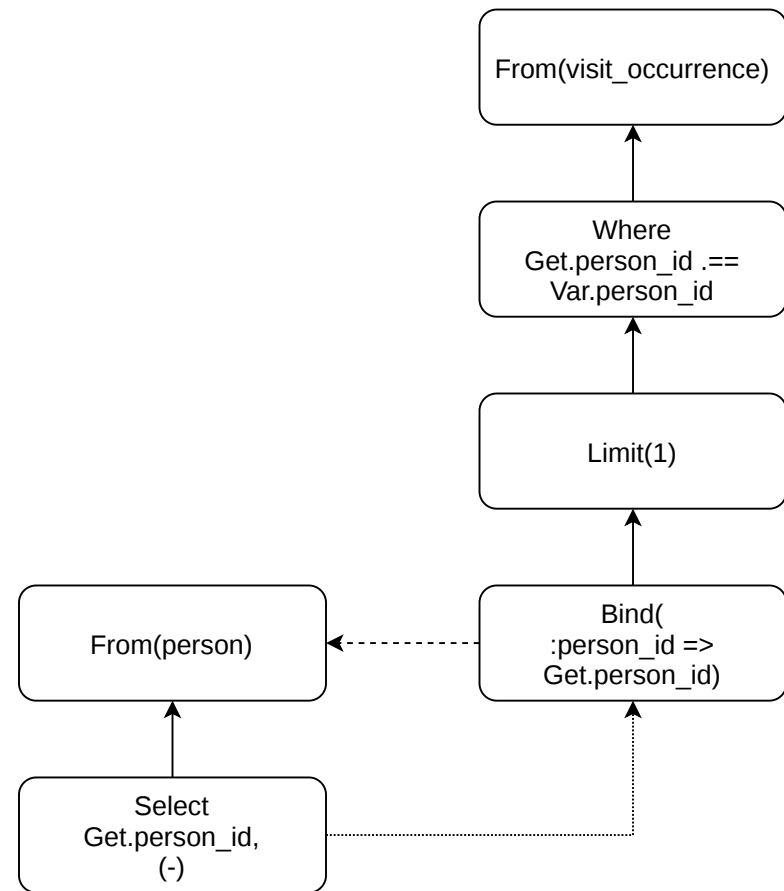 From(visit_occurrence)
Where
Get.person_id .==
Var.person_id
Limit(1)
From(person)
Bind(
:person_id =>
Get.person_id)
Select
Get.person_id,
(-)